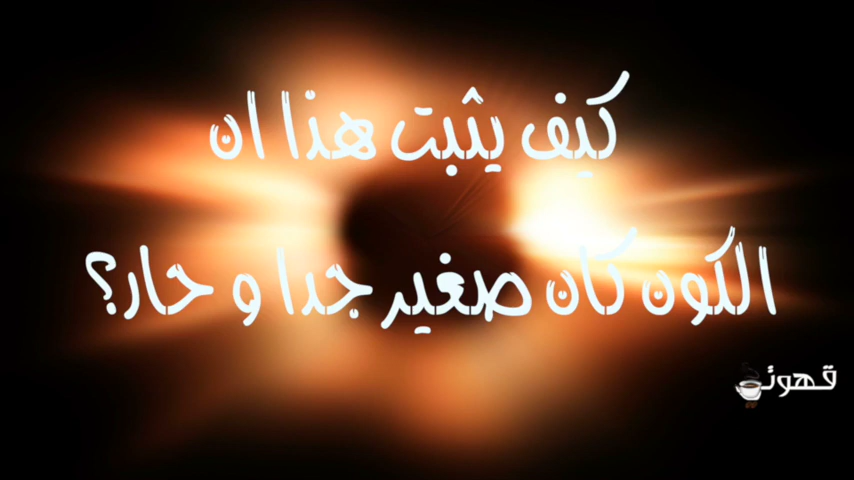 كيف يثبت هذا ان
الكون كان صغير جدا و حار؟
قهوتي